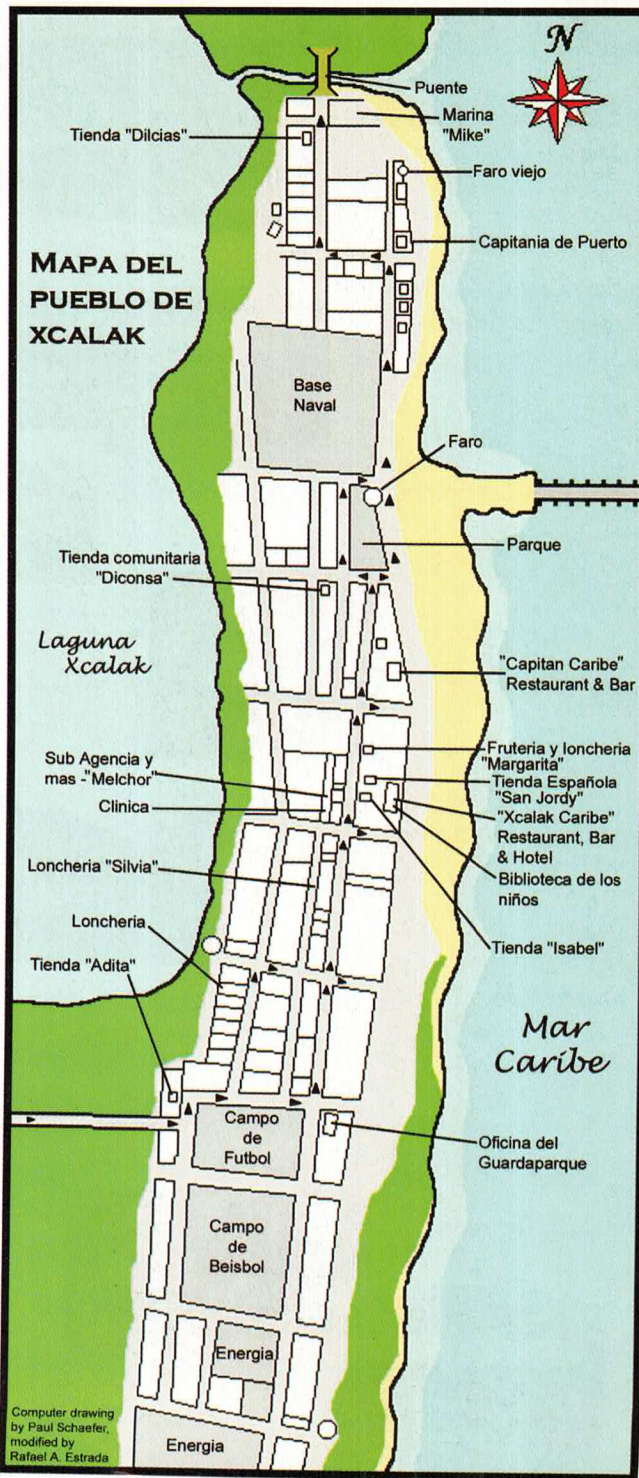 N
Puente
Marina
"Mike"
Tienda "Dilcias"
Faro viejo
Capitania de Puerto
MAPA DEL
PUEBLO DE
XCALAK
Base
Naval
Faro
Parque
Tienda comunitaria
"Diconsa"
Laguna
Xcalak
"Capitan Caribe"
Restaurant & Bar
Fruteria y loncheria
"Margarita"
Sub Agencia y
mas -"Melchor"
Tienda Española
"San Jordy"
Clinica
"Xcalak Caribe"
Restaurant, Bar
& Hotel
Biblioteca de los
niños
Loncheria "Silvia"
Loncheria
Tienda "Isabel"
Tienda "Adita"
Mar
Caribe
Campo
de
Futbol
Oficina del
Guardaparque
Campo
de
Beisbol
Energia
Energia
Computer drawing
by Paul Schaefer,
modified by
Rafael A. Estrada